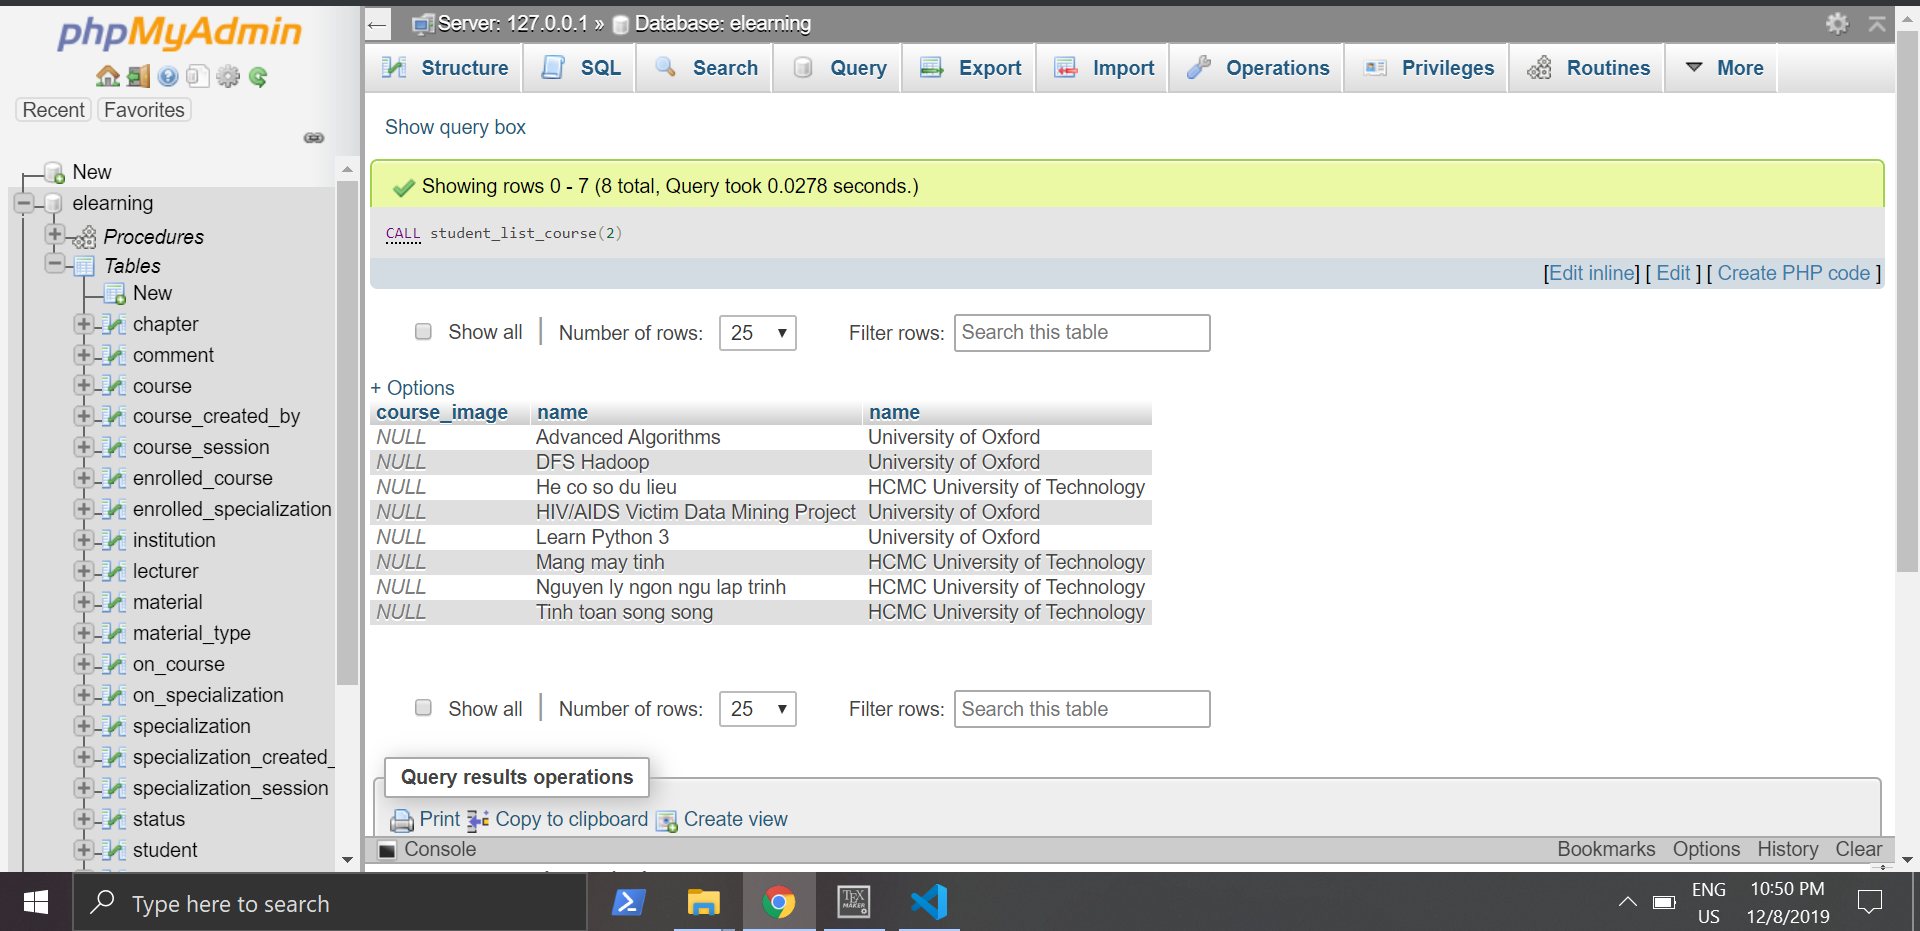 phpMyAdmin
Recent Favorites
New
elearning
Procedures
Tables
New
chapter
comment
course
course_created_by
course_session
enrolled_course
enrolled_specialization
institution
lecturer
material
material_type
on_course
on_specialization
specialization
specialization_created_
specialization_session
status
student
Server: 127.0.0.1 » Database: elearning
Structure SQL Search Query Export Import Operations Privileges Routines More
Show query box
Showing rows 0 - 7 (8 total, Query took 0.0278 seconds.)
CALL student_list_course(2)
[Edit inline] [ Edit ] [ Create PHP code ]
Show all Number of rows: 25 Filter rows: Search this table
+ Options
course_image name name
NULL Advanced Algorithms University of Oxford
NULL DFS Hadoop University of Oxford
NULL He co so du lieu HCMC University of Technology
NULL HIV/AIDS Victim Data Mining Project University of Oxford
NULL Learn Python 3 University of Oxford
NULL Mang may tinh HCMC University of Technology
NULL Nguyen ly ngon ngu lap trinh HCMC University of Technology
NULL Tinh toan song song HCMC University of Technology
Show all Number of rows: 25 Filter rows: Search this table
Query results operations
Print Copy to clipboard Create view
Console Bookmarks Options History Clear
Type here to search
TEX
MAKER
ENG
US
10:50 PM
12/8/2019